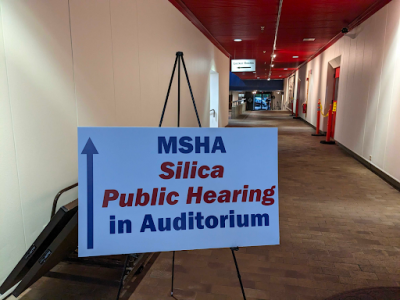 MSHA
Silica
Public Hearing
in Auditorium